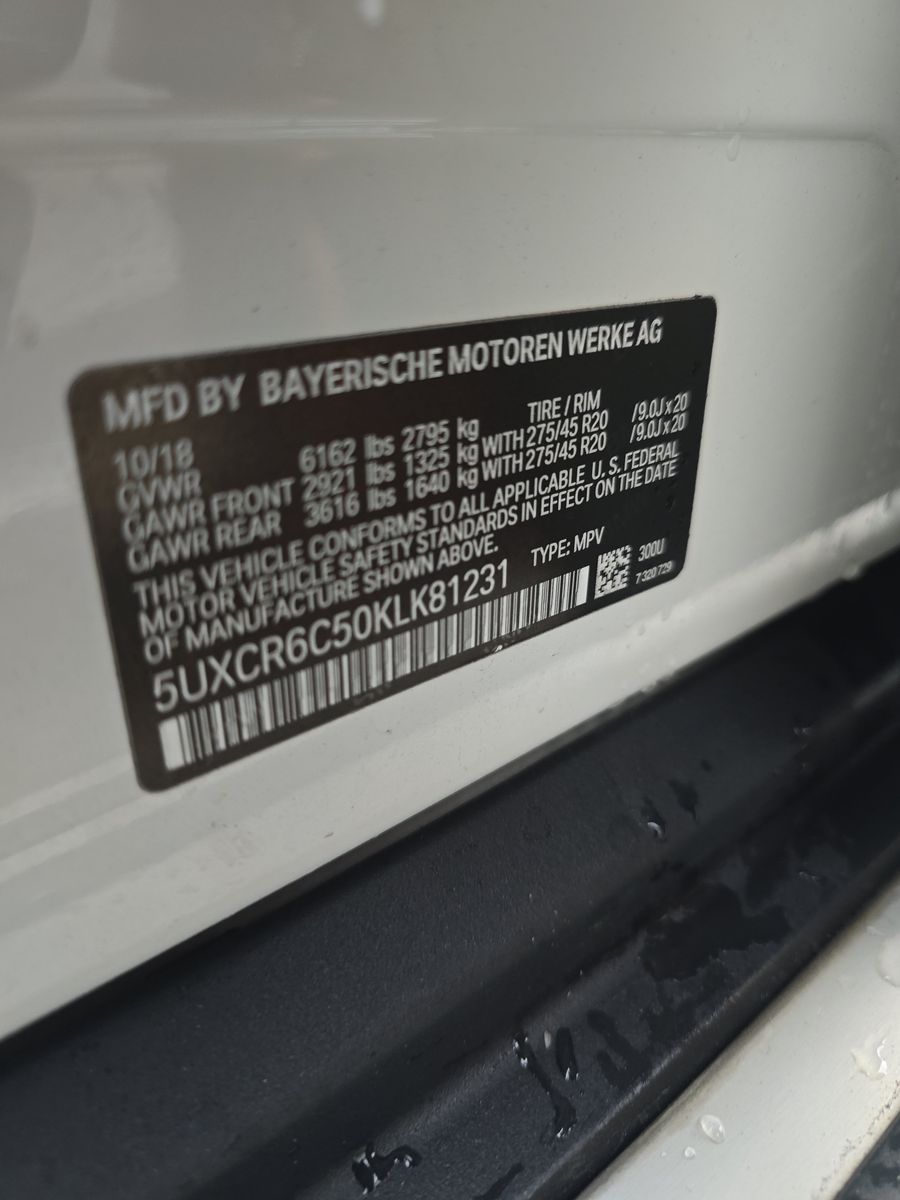 MFD BY BAYERISCHE MOTOREN WERKE AG
10/18 TIRE / RIM
GVWR 6162 lbs 2795 kg
GAWR FRONT 2921 lbs 1325 kg WITH 275/45 R20 /9.0J x 20
GAWR REAR 3616 lbs 1640 kg WITH 275/45 R20 /9.0J x 20
THIS VEHICLE CONFORMS TO ALL APPLICABLE U.S. FEDERAL
MOTOR VEHICLE SAFETY STANDARDS IN EFFECT ON THE DATE
OF MANUFACTURE SHOWN ABOVE. TYPE: MPV
5UXCR6C50KLK81231
300U
7 320 729